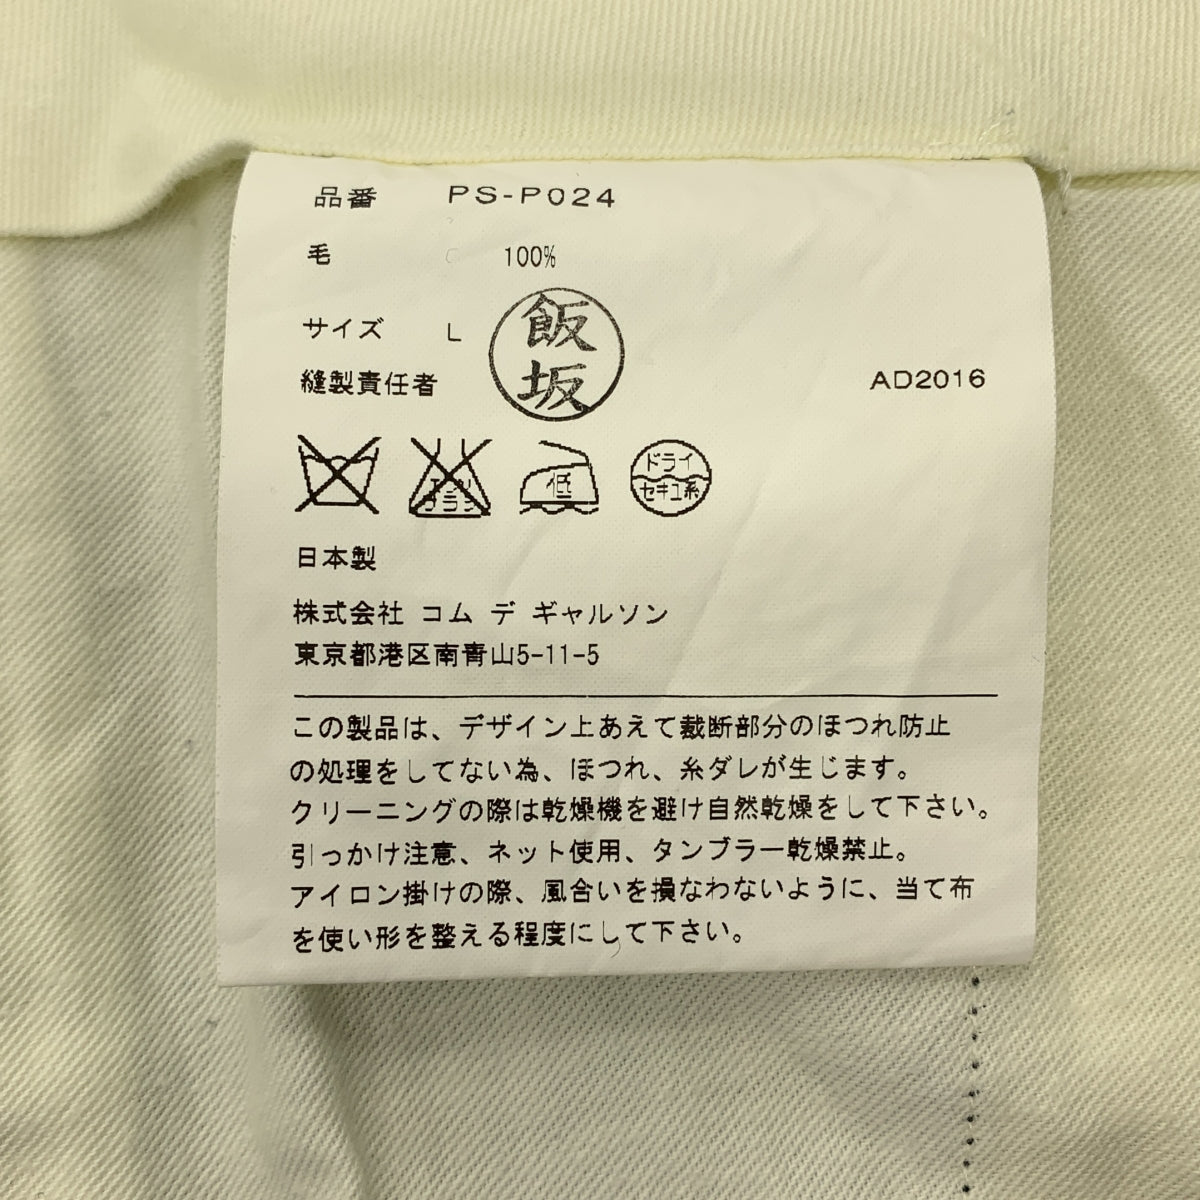 品番 PS-P024
毛 100%
サイズ L
飯坂
縫製責任者 AD2016
エンソ
サラシ
低
ドライ
セキユ系
日本製
株式会社 コム デ ギャルソン
東京都港区南青山5-11-5
この製品は、デザイン上あえて裁断部分のほつれ防止
の処理をしてない為、ほつれ、糸ダレが生じます。
クリーニングの際は乾燥機を避け自然乾燥をして下さい。
引っかけ注意、ネット使用、タンブラー乾燥禁止。
アイロン掛けの際、風合いを損なわないように、当て布
を使い形を整える程度にして下さい。